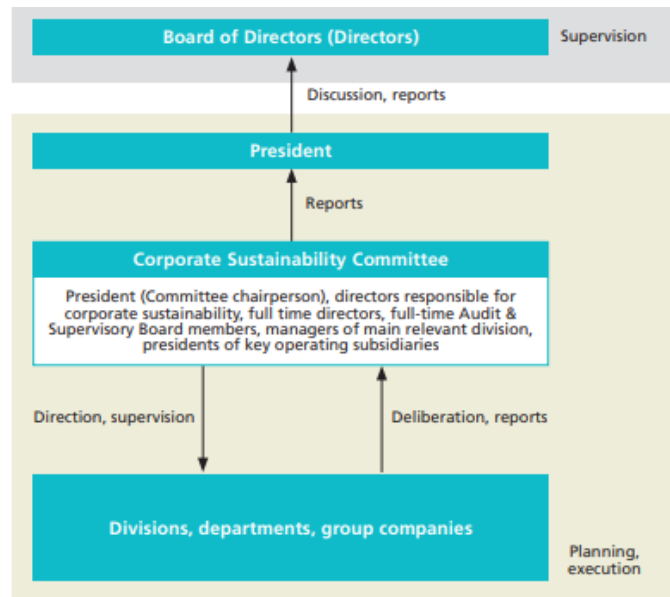 Board of Directors (Directors)
Supervision
Discussion, reports
President
Reports
Corporate Sustainability Committee
President (Committee chairperson), directors responsible for
corporate sustainability, full time directors, full-time Audit &
Supervisory Board members, managers of main relevant division,
presidents of key operating subsidiaries
Direction, supervision
Deliberation, reports
Divisions, departments, group companies
Planning,
execution